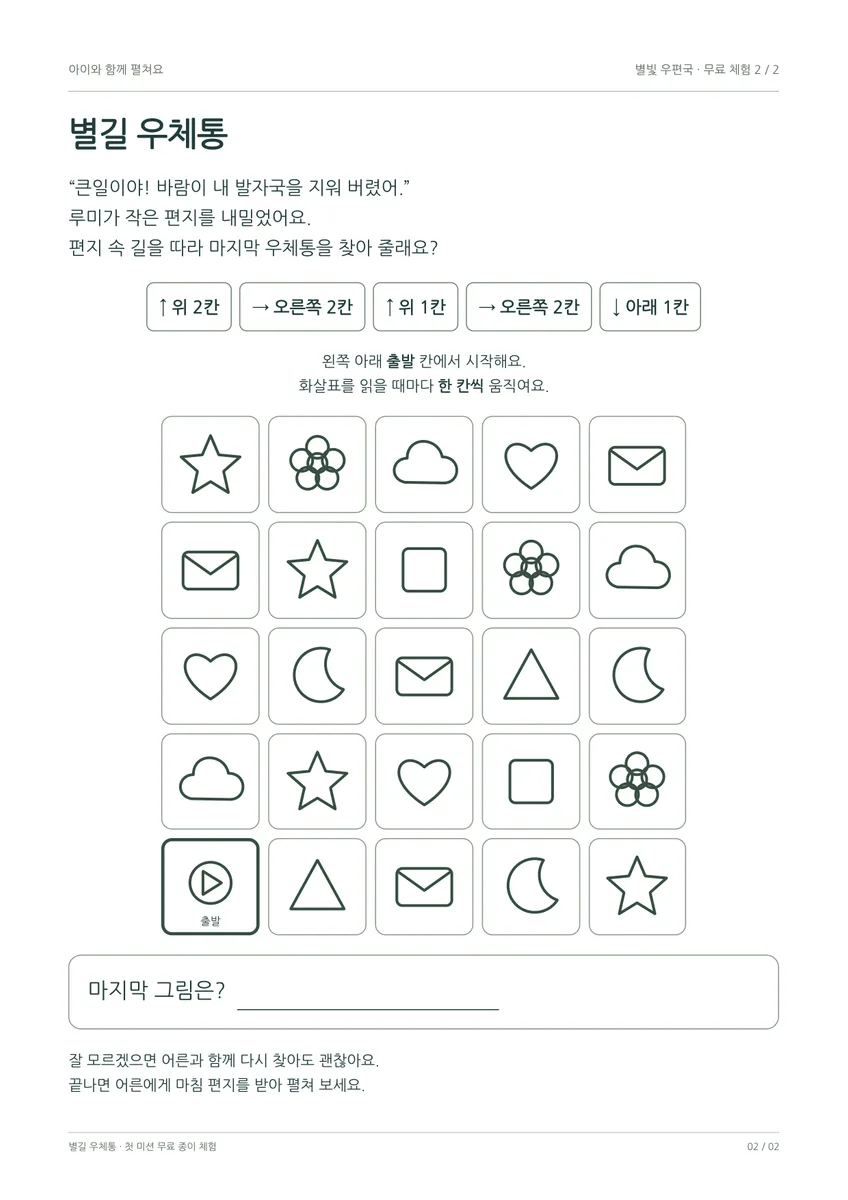 아이와 함께 펼쳐요
별빛 우편국 · 무료 체험 2 / 2
별길 우체통
“큰일이야! 바람이 내 발자국을 지워 버렸어.”
루미가 작은 편지를 내밀었어요.
편지 속 길을 따라 마지막 우체통을 찾아 줄래요?
↑ 위 2칸 → 오른쪽 2칸 ↑ 위 1칸 → 오른쪽 2칸 ↓ 아래 1칸
왼쪽 아래 출발 칸에서 시작해요.
화살표를 읽을 때마다 한 칸씩 움직여요.
출발
마지막 그림은?
잘 모르겠으면 어른과 함께 다시 찾아도 괜찮아요.
끝나면 어른에게 마침 편지를 받아 펼쳐 보세요.
별길 우체통 · 첫 미션 무료 종이 체험
02 / 02